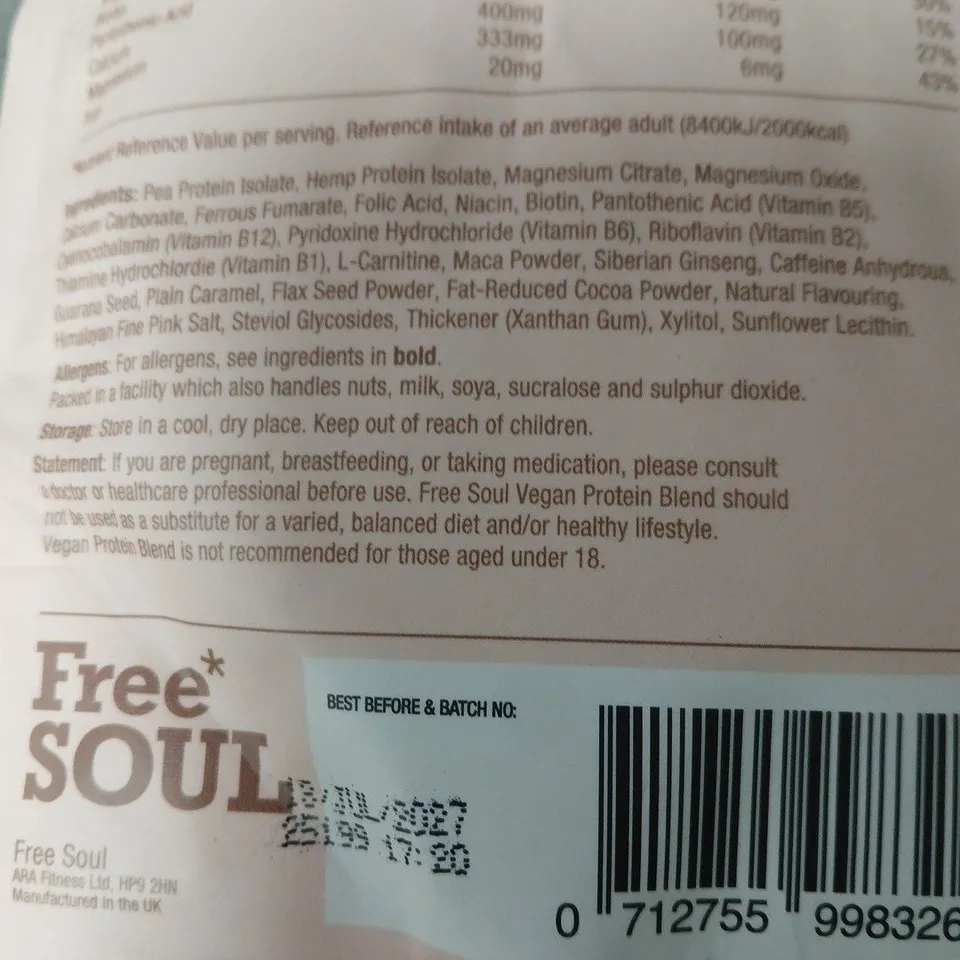 400mg 120mg 15%
333mg 100mg 27%
20mg 6mg 43%
Reference Value per serving. Reference intake of an average adult (8400kJ/2000kcal)
Ingredients: Pea Protein Isolate, Hemp Protein Isolate, Magnesium Citrate, Magnesium Oxide,
Calcium Carbonate, Ferrous Fumarate, Folic Acid, Niacin, Biotin, Pantothenic Acid (Vitamin B5),
Cyanocobalamin (Vitamin B12), Pyridoxine Hydrochloride (Vitamin B6), Riboflavin (Vitamin B2),
Thiamine Hydrochlordie (Vitamin B1), L-Carnitine, Maca Powder, Siberian Ginseng, Caffeine Anhydrous,
Guarana Seed, Plain Caramel, Flax Seed Powder, Fat-Reduced Cocoa Powder, Natural Flavouring,
Himalayan Fine Pink Salt, Steviol Glycosides, Thickener (Xanthan Gum), Xylitol, Sunflower Lecithin.
Allergens: For allergens, see ingredients in bold.
Packed in a facility which also handles nuts, milk, soya, sucralose and sulphur dioxide.
Storage: Store in a cool, dry place. Keep out of reach of children.
Statement: If you are pregnant, breastfeeding, or taking medication, please consult
a doctor or healthcare professional before use. Free Soul Vegan Protein Blend should
not be used as a substitute for a varied, balanced diet and/or healthy lifestyle.
Vegan Protein Blend is not recommended for those aged under 18.
Free*
SOUL
BEST BEFORE & BATCH NO:
Free Soul
ARA Fitness Ltd, HP9 2HN
Manufactured in the UK
0 712755 998326